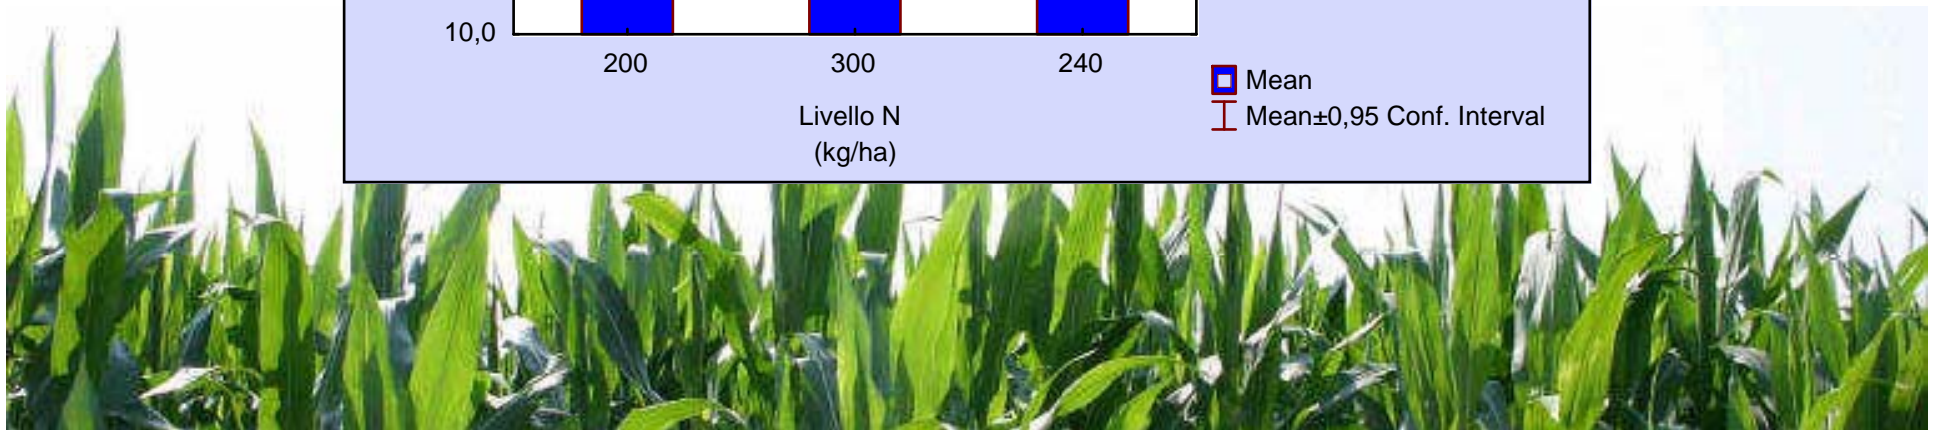 10,0
200 300 240
Mean
Livello N
Mean±0,95 Conf. Interval
(kg/ha)